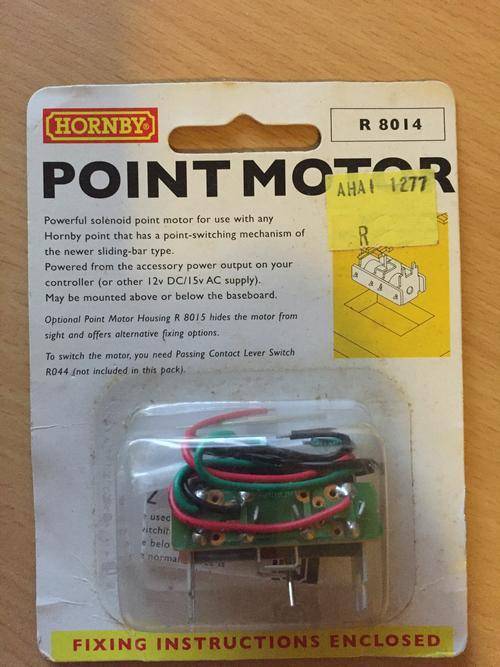 HORNBY®
R 8014
POINT MOTOR
AHA! 1277
R
Powerful solenoid point motor for use with any
Hornby point that has a point-switching mechanism of
the newer sliding-bar type.
Powered from the accessory power output on your
controller (or other 12v DC/15v AC supply).
May be mounted above or below the baseboard.
Optional Point Motor Housing R 8015 hides the motor from
sight and offers alternative fixing options.
To switch the motor, you need Passing Contact Lever Switch
R044 (not included in this pack).
used
FIXING INSTRUCTIONS ENCLOSED